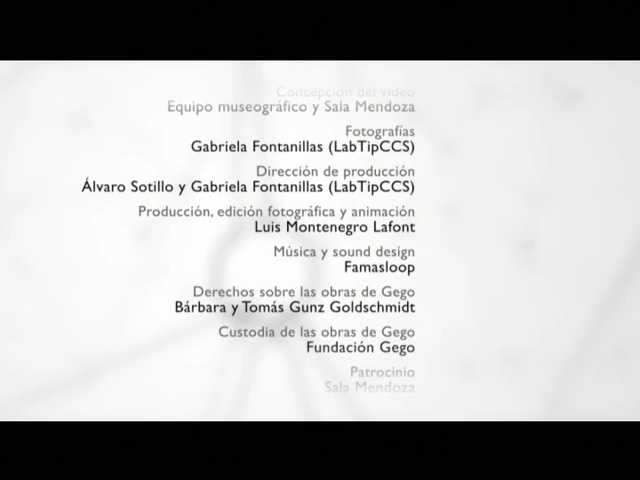 Concepción del video
Equipo museográfico y Sala Mendoza
Fotografías
Gabriela Fontanillas (LabTipCCS)
Dirección de producción
Álvaro Sotillo y Gabriela Fontanillas (LabTipCCS)
Producción, edición fotográfica y animación
Luis Montenegro Lafont
Música y sound design
Famasloop
Derechos sobre las obras de Gego
Bárbara y Tomás Gunz Goldschmidt
Custodia de las obras de Gego
Fundación Gego
Patrocinio
Sala Mendoza